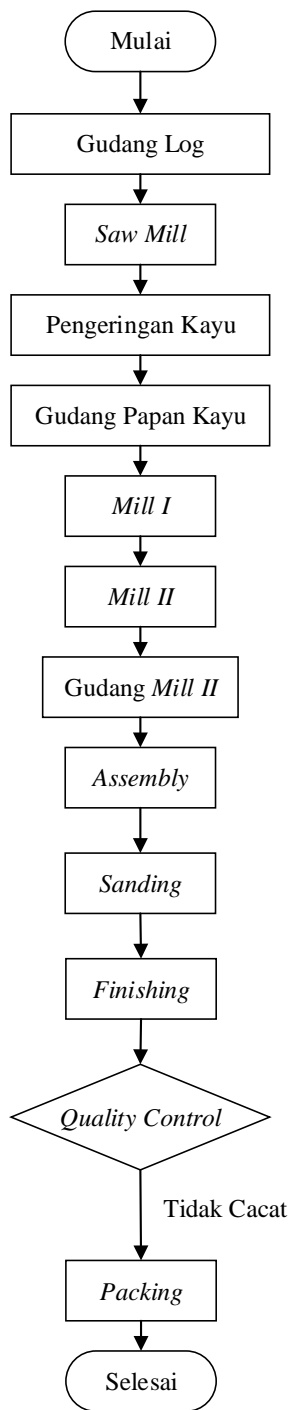 Mulai
Gudang Log
Saw Mill
Pengeringan Kayu
Gudang Papan Kayu
Mill I
Mill II
Gudang Mill II
Assembly
Sanding
Finishing
Quality Control
Tidak Cacat
Packing
Selesai